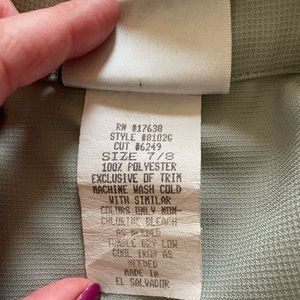 RN #17638
STYLE #8102G
CUT #6249
SIZE 7/8
100% POLYESTER
EXCLUSIVE OF TRIM
MACHINE WASH COLD
WITH SIMILAR
COLORS ONLY NON-
CHLORINE BLEACH
AS NEEDED
TUMBLE DRY LOW
COOL IRON AS
NEEDED
MADE IN
EL SALVADOR